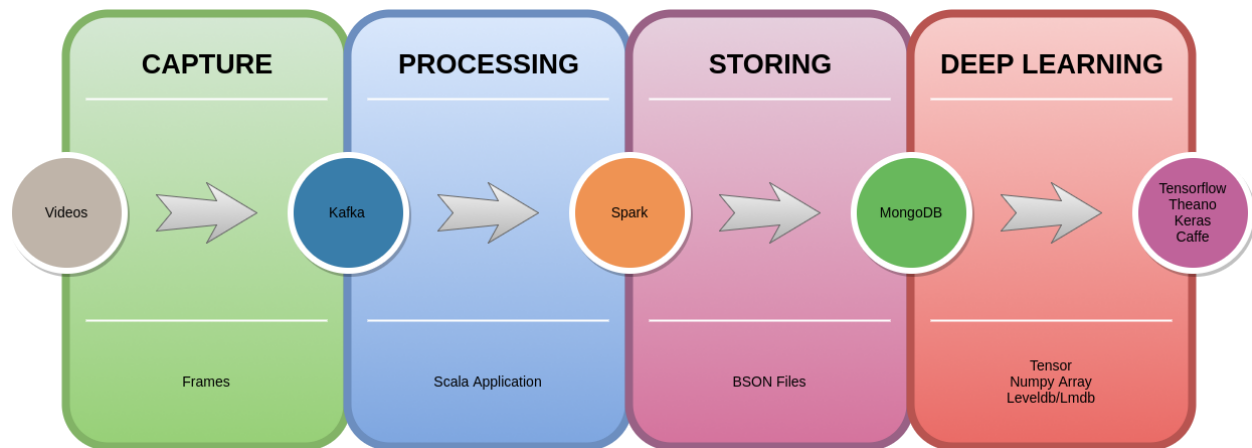 CAPTURE
PROCESSING
STORING
DEEP LEARNING
Videos
Kafka
Spark
MongoDB
Tensorflow
Theano
Keras
Caffe
Frames
Scala Application
BSON Files
Tensor
Numpy Array
Leveldb/Lmdb